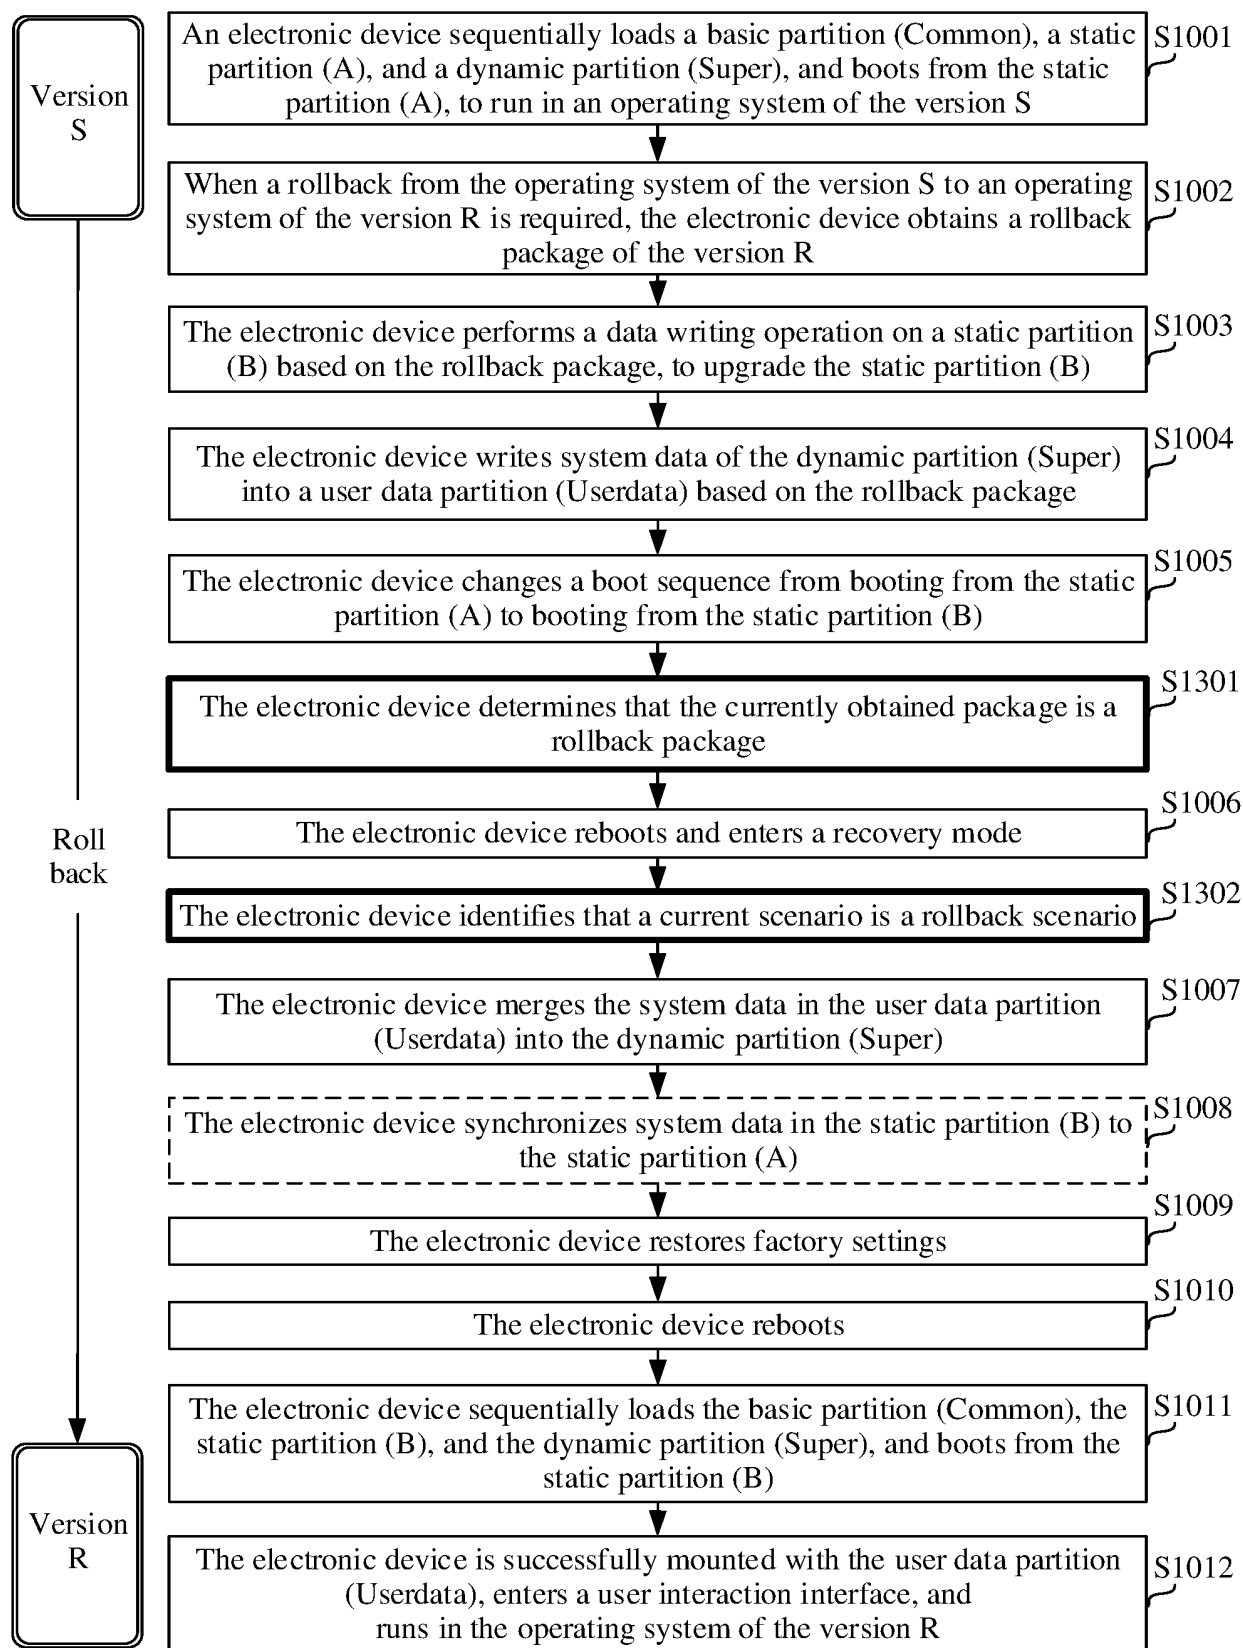 Version
S
An electronic device sequentially loads a basic partition (Common), a static
partition (A), and a dynamic partition (Super), and boots from the static
partition (A), to run in an operating system of the version S
S1001
When a rollback from the operating system of the version S to an operating
system of the version R is required, the electronic device obtains a rollback
package of the version R
S1002
The electronic device performs a data writing operation on a static partition
(B) based on the rollback package, to upgrade the static partition (B)
S1003
The electronic device writes system data of the dynamic partition (Super)
into a user data partition (Userdata) based on the rollback package
S1004
The electronic device changes a boot sequence from booting from the static
partition (A) to booting from the static partition (B)
S1005
The electronic device determines that the currently obtained package is a
rollback package
S1301
The electronic device reboots and enters a recovery mode
S1006
Roll
back
The electronic device identifies that a current scenario is a rollback scenario
S1302
The electronic device merges the system data in the user data partition
(Userdata) into the dynamic partition (Super)
S1007
The electronic device synchronizes system data in the static partition (B) to
the static partition (A)
S1008
The electronic device restores factory settings
S1009
The electronic device reboots
S1010
The electronic device sequentially loads the basic partition (Common), the
static partition (B), and the dynamic partition (Super), and boots from the
static partition (B)
S1011
Version
R
The electronic device is successfully mounted with the user data partition
(Userdata), enters a user interaction interface, and
runs in the operating system of the version R
S1012